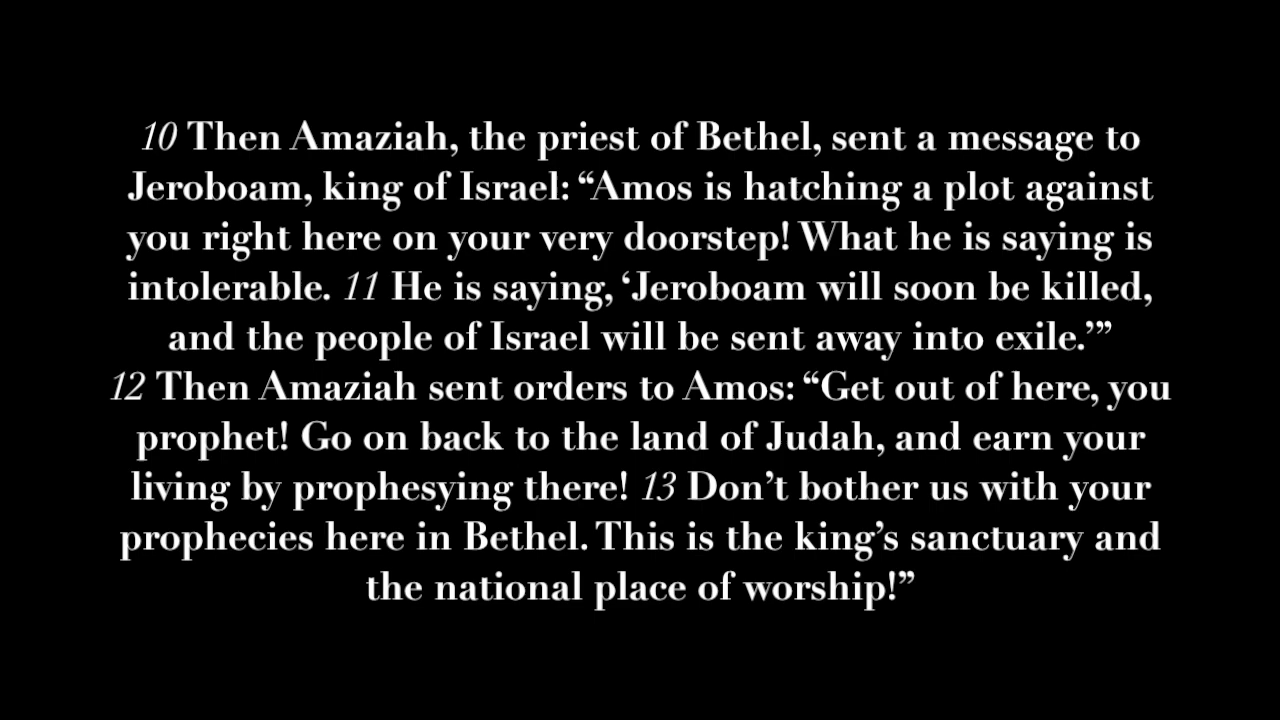 10 Then Amaziah, the priest of Bethel, sent a message to
Jeroboam, king of Israel: “Amos is hatching a plot against
you right here on your very doorstep! What he is saying is
intolerable. 11 He is saying, ‘Jeroboam will soon be killed,
and the people of Israel will be sent away into exile.’”
12 Then Amaziah sent orders to Amos: “Get out of here, you
prophet! Go on back to the land of Judah, and earn your
living by prophesying there! 13 Don’t bother us with your
prophecies here in Bethel. This is the king’s sanctuary and
the national place of worship!”